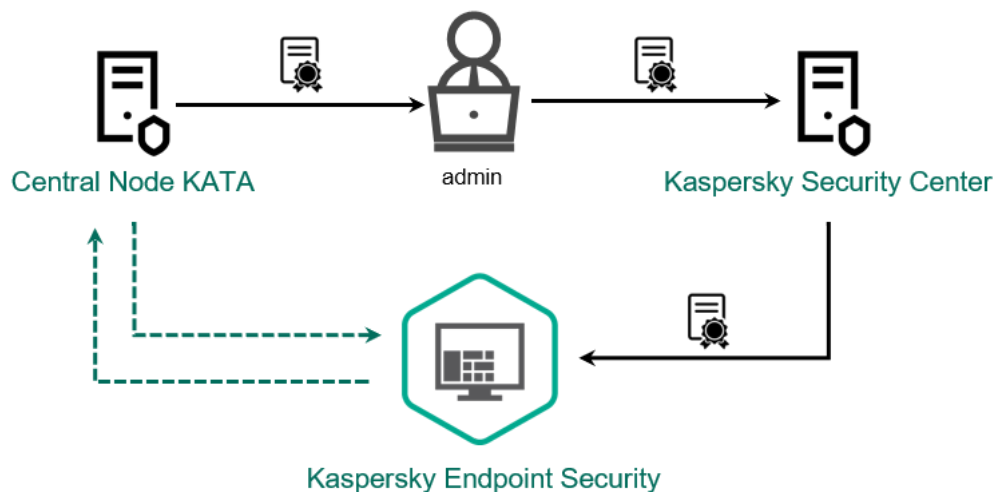 admin
Central Node KATA
Kaspersky Security Center
Kaspersky Endpoint Security